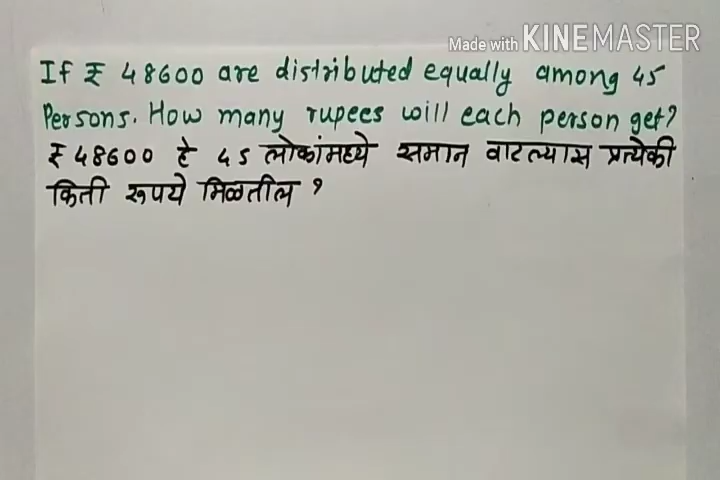 Made with KINEMASTER
If ₹ 48600 are distributed equally among 45
Persons. How many rupees will each person get?
₹ 48600 हे 45 लोकांमध्ये समान वाटल्यास प्रत्येकी
किती रूपये मिळतील ?